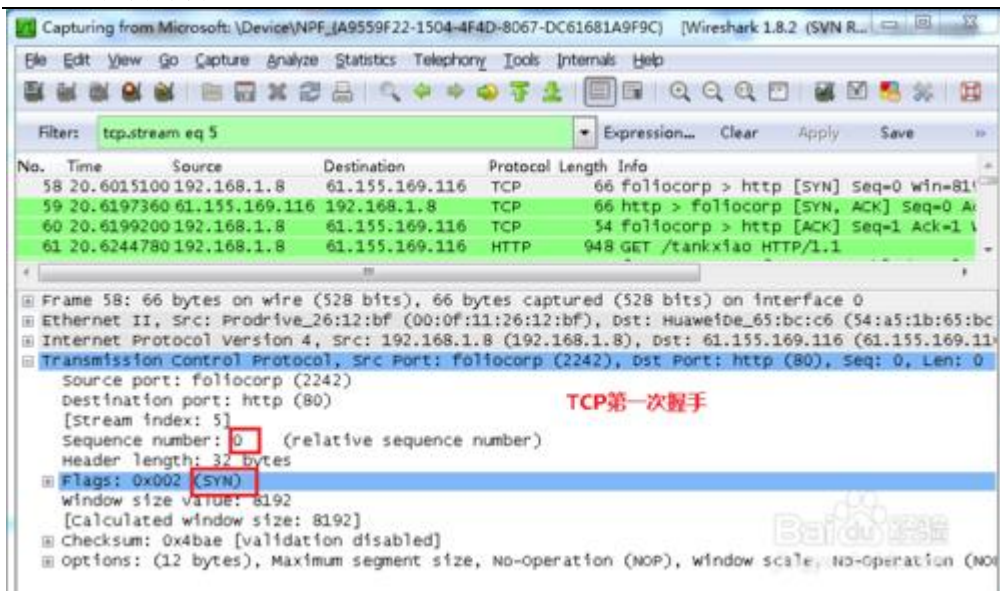 Capturing from Microsoft: \Device\NPF_{A9559F22-1504-4F4D-8067-DC61681A9F9C} [Wireshark 1.8.2 (SVN R...
File Edit View Go Capture Analyze Statistics Telephony Tools Internals Help
Filter: tcp.stream eq 5 Expression... Clear Apply Save
No. Time Source Destination Protocol Length Info
58 20.6015100 192.168.1.8 61.155.169.116 TCP 66 foliocorp > http [SYN] Seq=0 Win=819
59 20.6197360 61.155.169.116 192.168.1.8 TCP 66 http > foliocorp [SYN, ACK] Seq=0 Ac
60 20.6199200 192.168.1.8 61.155.169.116 TCP 54 foliocorp > http [ACK] Seq=1 Ack=1 W
61 20.6244780 192.168.1.8 61.155.169.116 HTTP 948 GET /tankxiao HTTP/1.1
Frame 58: 66 bytes on wire (528 bits), 66 bytes captured (528 bits) on interface 0
Ethernet II, Src: Prodrive_26:12:bf (00:0f:11:26:12:bf), Dst: HuaweiDe_65:bc:c6 (54:a5:1b:65:bc
Internet Protocol Version 4, Src: 192.168.1.8 (192.168.1.8), Dst: 61.155.169.116 (61.155.169.11
Transmission Control Protocol, Src Port: foliocorp (2242), Dst Port: http (80), Seq: 0, Len: 0
Source port: foliocorp (2242)
Destination port: http (80)
TCP第一次握手
[Stream index: 5]
Sequence number: 0 (relative sequence number)
Header length: 32 bytes
Flags: 0x002 (SYN)
Window size value: 8192
[Calculated window size: 8192]
Checksum: 0x4bae [validation disabled]
Options: (12 bytes), Maximum segment size, No-Operation (NOP), Window scale, No-Operation (NO
Baidu 经验